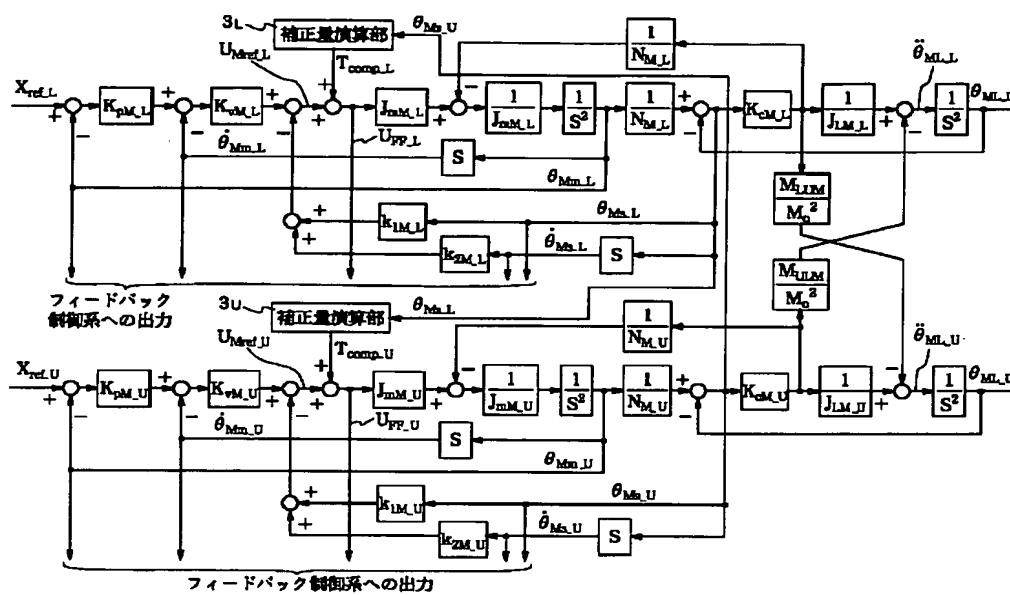 3L 補正量演算部 θMs_U
UMref_L Tcomp_L
1 NM_L
θ̈ML_L
Xref_L KpM_L KvM_L JmM_L 1 JmM_L 1 S² 1 NM_L KcM_L 1 JLM_L 1 S² θML_L
UFF_L
θ̇Mm_L S
θMm_L
MLUM Mo²
k1M_L θMs_L
k2M_L θ̇Ms_L S
MULM Mo²
フィードバック
制御系への出力
3U 補正量演算部 θMs_L
UMref_U Tcomp_U
1 NM_U
θ̈ML_U
Xref_U KpM_U KvM_U JmM_U 1 JmM_U 1 S² 1 NM_U KcM_U 1 JLM_U 1 S² θML_U
UFF_U
θ̇Mm_U S
θMm_U
k1M_U θMs_U
k2M_U θ̇Ms_U S
フィードバック制御系への出力